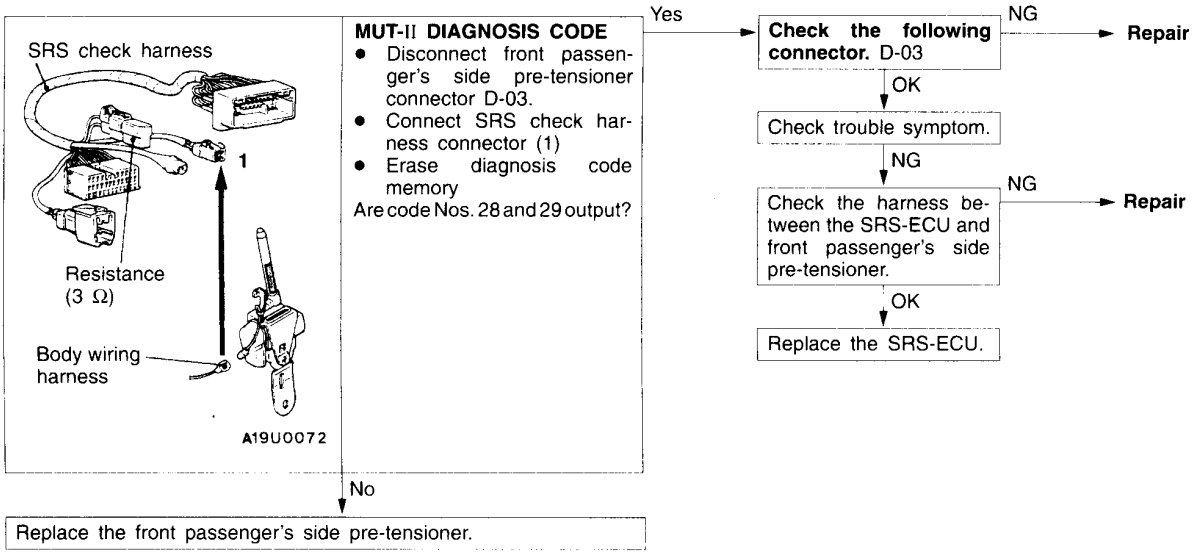 SRS check harness
1
Resistance
(3 Ω)
Body wiring
harness
A19U0072
MUT-II DIAGNOSIS CODE
● Disconnect front passen-
ger's side pre-tensioner
connector D-03.
● Connect SRS check har-
ness connector (1)
● Erase diagnosis code
memory
Are code Nos. 28 and 29 output?
Yes
Check the following
connector. D-03
NG
Repair
OK
Check trouble symptom.
NG
Check the harness be-
tween the SRS-ECU and
front passenger's side
pre-tensioner.
NG
Repair
OK
Replace the SRS-ECU.
No
Replace the front passenger's side pre-tensioner.